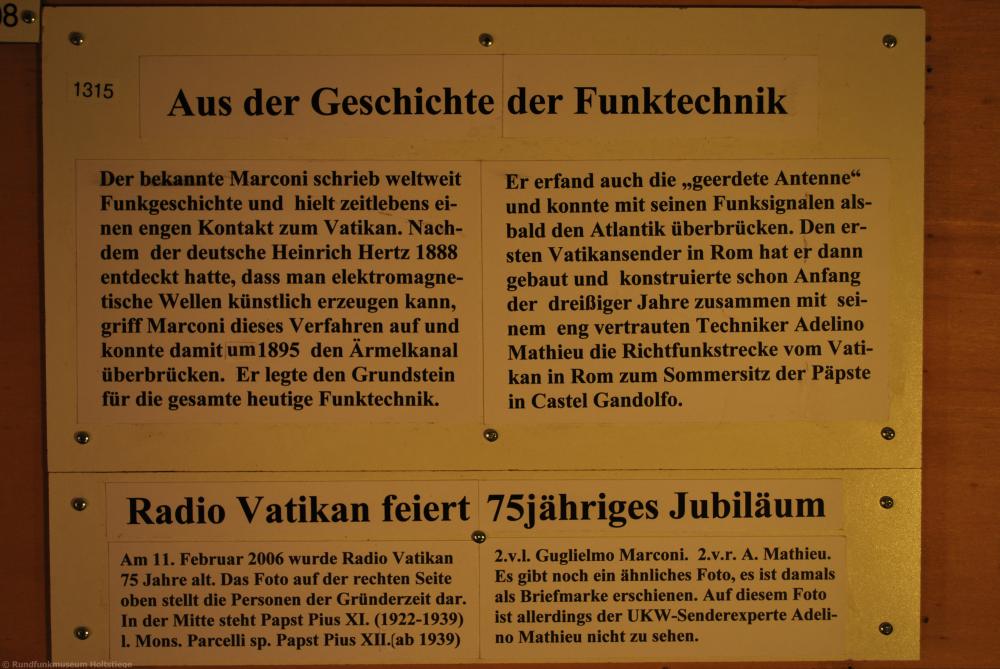 08
1315
Aus der Geschichte der Funktechnik
Der bekannte Marconi schrieb weltweit
Funkgeschichte und hielt zeitlebens ei-
nen engen Kontakt zum Vatikan. Nach-
dem der deutsche Heinrich Hertz 1888
entdeckt hatte, dass man elektromagne-
tische Wellen künstlich erzeugen kann,
griff Marconi dieses Verfahren auf und
konnte damit um 1895 den Ärmelkanal
überbrücken. Er legte den Grundstein
für die gesamte heutige Funktechnik.
Er erfand auch die „geerdete Antenne“
und konnte mit seinen Funksignalen als-
bald den Atlantik überbrücken. Den er-
sten Vatikansender in Rom hat er dann
gebaut und konstruierte schon Anfang
der dreißiger Jahre zusammen mit sei-
nem eng vertrauten Techniker Adelino
Mathieu die Richtfunkstrecke vom Vati-
kan in Rom zum Sommersitz der Päpste
in Castel Gandolfo.
Radio Vatikan feiert 75jähriges Jubiläum
Am 11. Februar 2006 wurde Radio Vatikan
75 Jahre alt. Das Foto auf der rechten Seite
oben stellt die Personen der Gründerzeit dar.
In der Mitte steht Papst Pius XI. (1922-1939)
l. Mons. Parcelli sp. Papst Pius XII.(ab 1939)
2.v.l. Guglielmo Marconi. 2.v.r. A. Mathieu.
Es gibt noch ein ähnliches Foto, es ist damals
als Briefmarke erschienen. Auf diesem Foto
ist allerdings der UKW-Senderexperte Adeli-
no Mathieu nicht zu sehen.
© Rundfunkmuseum Holtstiege